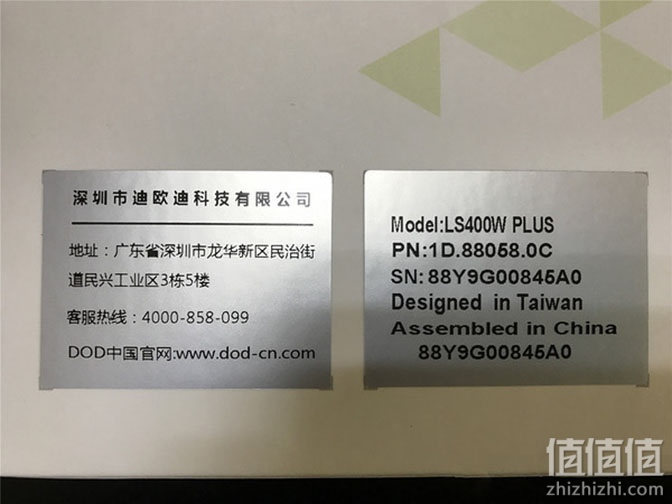 深圳市迪欧迪科技有限公司
地址：广东省深圳市龙华新区民治街
道民兴工业区3栋5楼
客服热线：4000-858-099
DOD中国官网:www.dod-cn.com
Model:LS400W PLUS
PN:1D.88058.0C
SN: 88Y9G00845A0
Designed in Taiwan
Assembled in China
88Y9G00845A0
值值值
zhizhizhi.com